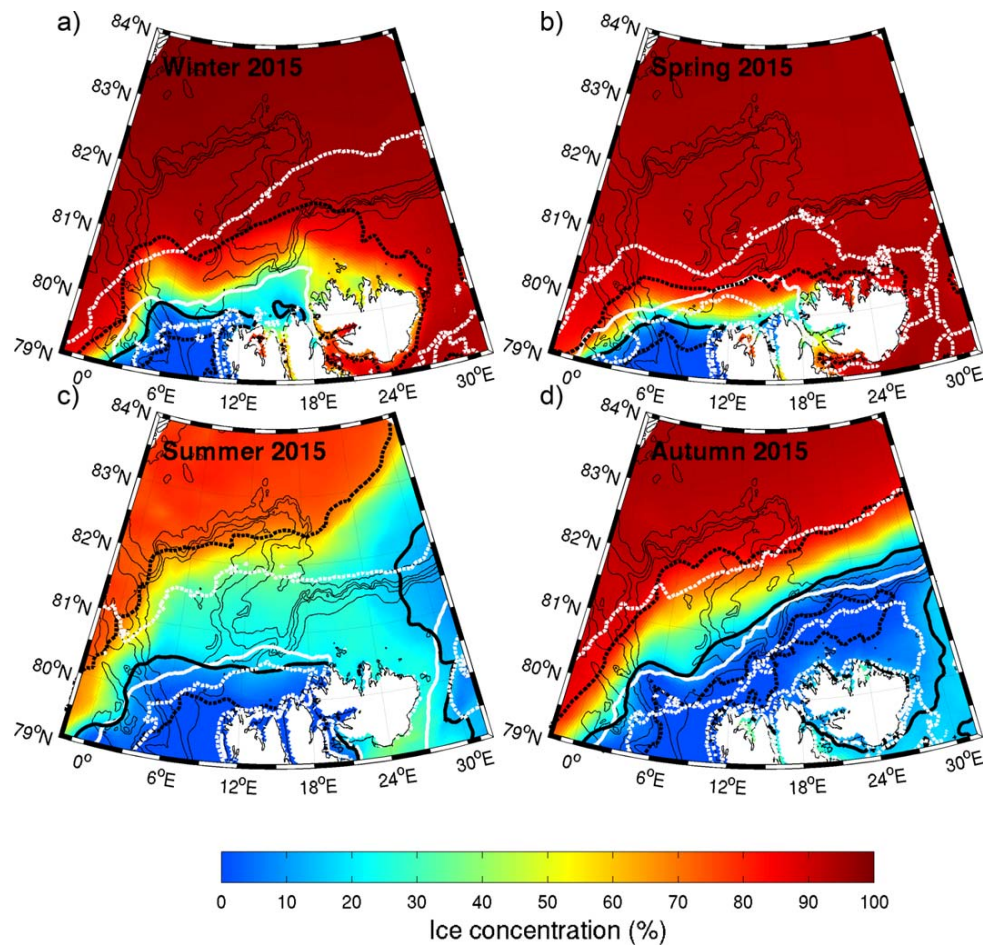 a)
Winter 2015
84°N
83°N
82°N
81°N
80°N
79°N
0°
6°E
12°E
18°E
24°E
30°E
b)
Spring 2015
84°N
83°N
82°N
81°N
80°N
79°N
0°
6°E
12°E
18°E
24°E
30°E
c)
Summer 2015
84°N
83°N
82°N
81°N
80°N
79°N
0°
6°E
12°E
18°E
24°E
30°E
d)
Autumn 2015
84°N
83°N
82°N
81°N
80°N
79°N
0°
6°E
12°E
18°E
24°E
30°E
0 10 20 30 40 50 60 70 80 90 100
Ice concentration (%)